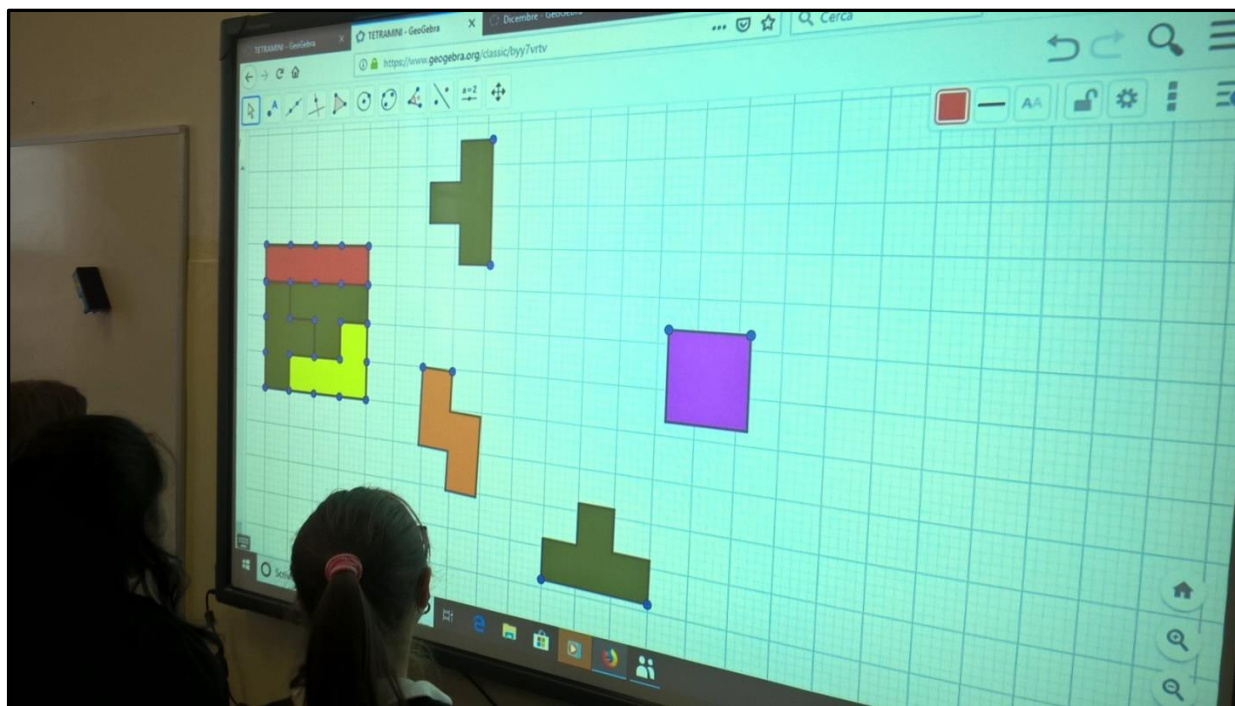 TETRAMINI - GeoGebra X
TETRAMINI - GeoGebra X
Dicembre - GeoGebra
https://www.geogebra.org/classic/byy7vrtv
Cerca
A
a=2
AA